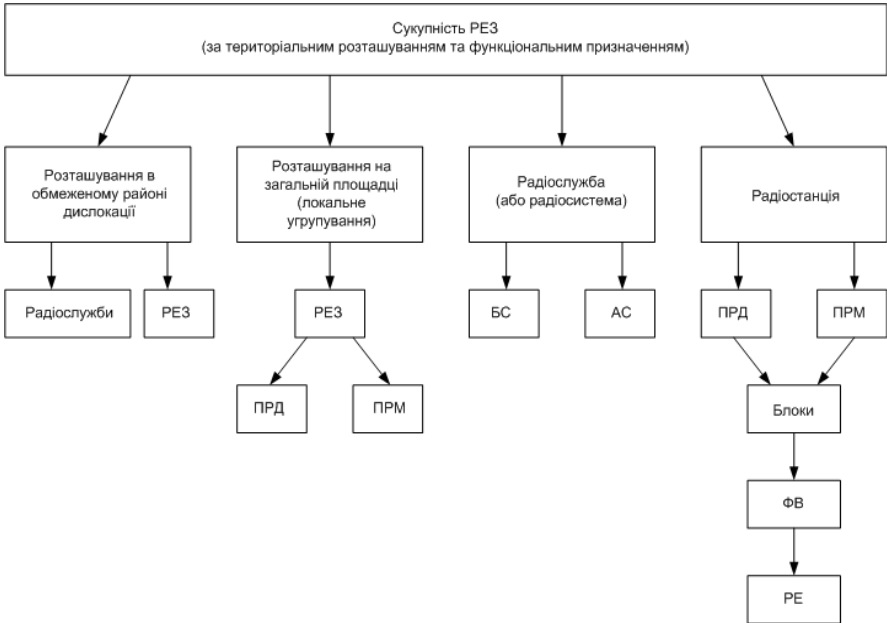 Сукупність РЕЗ
(за територіальним розташуванням та функціональним призначенням)
Розташування в
обмеженому районі
дислокації
Розташування на
загальній площадці
(локальне
угрупування)
Радіослужба
(або радіосистема)
Радіостанція
Радіослужби
РЕЗ
РЕЗ
БС
АС
ПРД
ПРМ
ПРД
ПРМ
Блоки
ФВ
РЕ